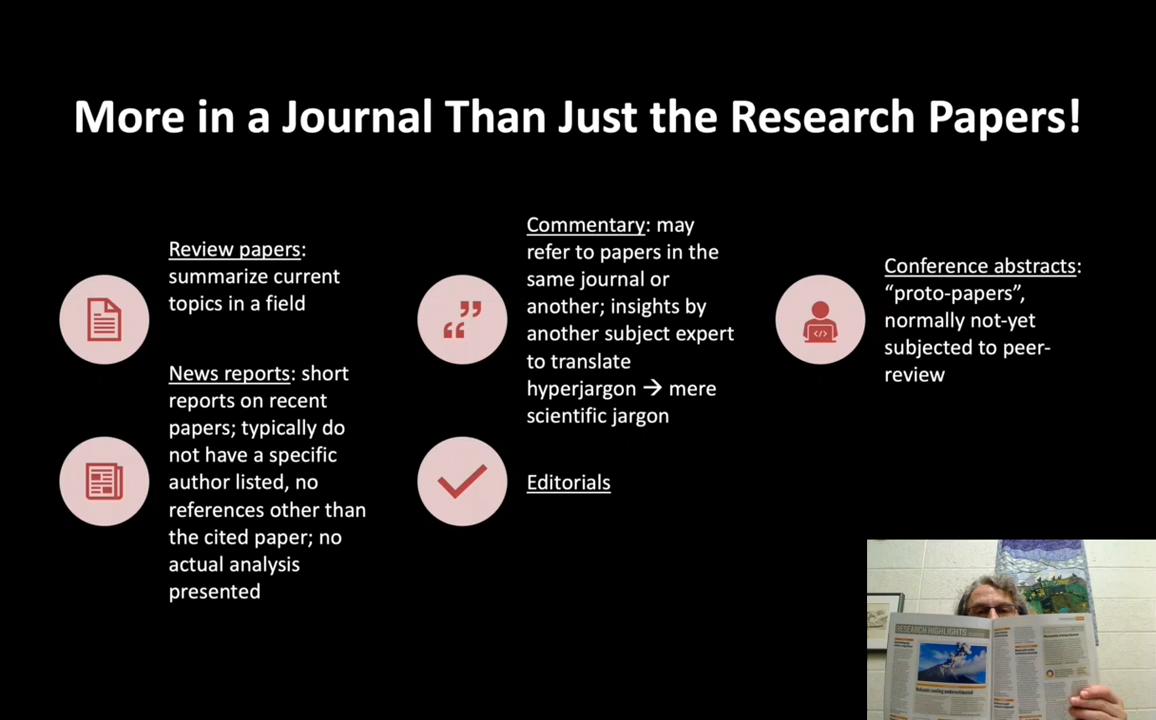 More in a Journal Than Just the Research Papers!
Review papers:
summarize current
topics in a field
Commentary: may
refer to papers in the
same journal or
another; insights by
another subject expert
to translate
hyperjargon → mere
scientific jargon
Conference abstracts:
“proto-papers”,
normally not-yet
subjected to peer-
review
News reports: short
reports on recent
papers; typically do
not have a specific
author listed, no
references other than
the cited paper; no
actual analysis
presented
Editorials
RESEARCH HIGHLIGHTS
Volcanic cooling underestimated